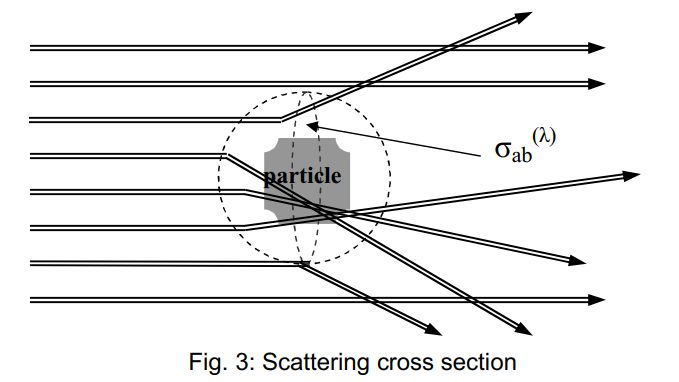 σab(λ)
particle
Fig. 3: Scattering cross section